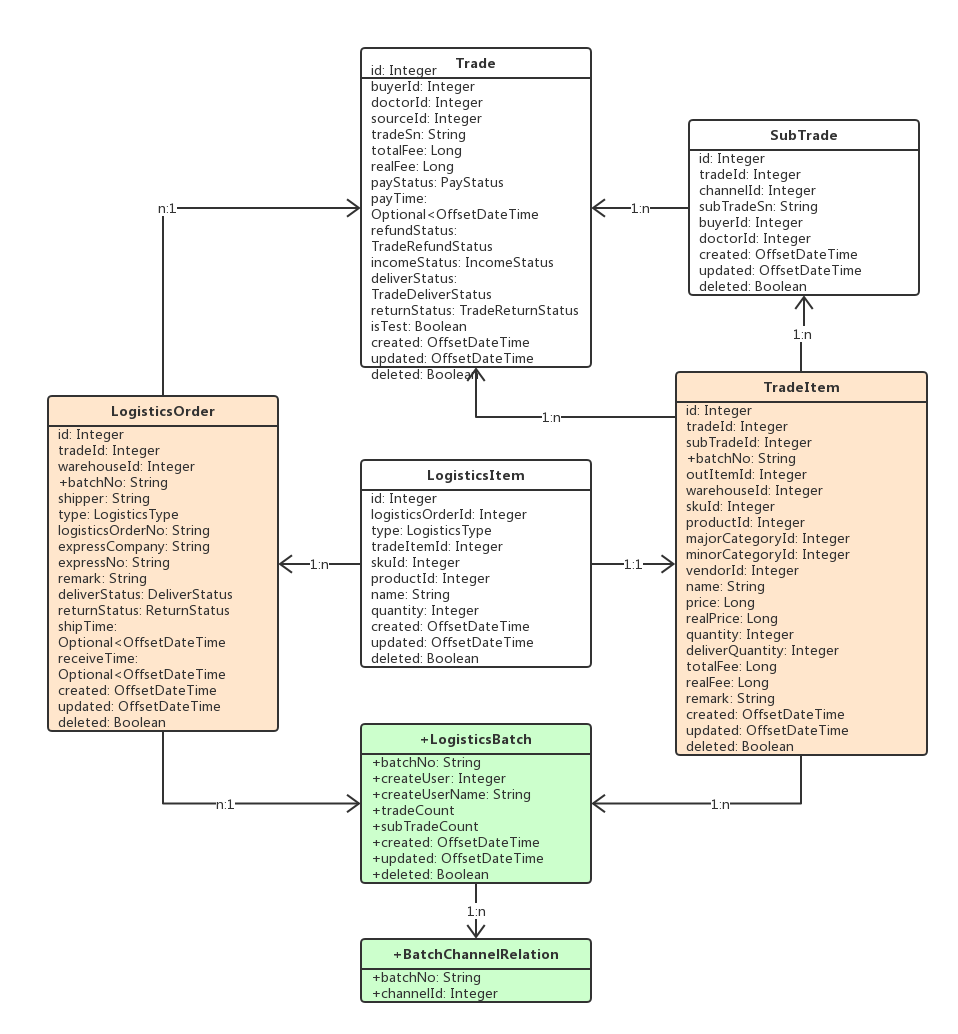 Trade
id: Integer
buyerId: Integer
doctorId: Integer
sourceId: Integer
tradeSn: String
totalFee: Long
realFee: Long
payStatus: PayStatus
payTime:
Optional<OffsetDateTime
refundStatus:
TradeRefundStatus
incomeStatus: IncomeStatus
deliverStatus:
TradeDeliverStatus
returnStatus: TradeReturnStatus
isTest: Boolean
created: OffsetDateTime
updated: OffsetDateTime
deleted: Boolean
SubTrade
id: Integer
tradeId: Integer
channelId: Integer
subTradeSn: String
buyerId: Integer
doctorId: Integer
created: OffsetDateTime
updated: OffsetDateTime
deleted: Boolean
n:1
1:n
1:n
1:n
LogisticsOrder
id: Integer
tradeId: Integer
warehouseId: Integer
+batchNo: String
shipper: String
type: LogisticsType
logisticsOrderNo: String
expressCompany: String
expressNo: String
remark: String
deliverStatus: DeliverStatus
returnStatus: ReturnStatus
shipTime:
Optional<OffsetDateTime
receiveTime:
Optional<OffsetDateTime
created: OffsetDateTime
updated: OffsetDateTime
deleted: Boolean
1:n
LogisticsItem
id: Integer
logisticsOrderId: Integer
type: LogisticsType
tradeItemId: Integer
skuId: Integer
productId: Integer
name: String
quantity: Integer
created: OffsetDateTime
updated: OffsetDateTime
deleted: Boolean
1:1
TradeItem
id: Integer
tradeId: Integer
subTradeId: Integer
+batchNo: String
outItemId: Integer
warehouseId: Integer
skuId: Integer
productId: Integer
majorCategoryId: Integer
minorCategoryId: Integer
vendorId: Integer
name: String
price: Long
realPrice: Long
quantity: Integer
deliverQuantity: Integer
totalFee: Long
realFee: Long
remark: String
created: OffsetDateTime
updated: OffsetDateTime
deleted: Boolean
n:1
+LogisticsBatch
+batchNo: String
+createUser: Integer
+createUserName: String
+tradeCount
+subTradeCount
+created: OffsetDateTime
+updated: OffsetDateTime
+deleted: Boolean
1:n
1:n
+BatchChannelRelation
+batchNo: String
+channelId: Integer